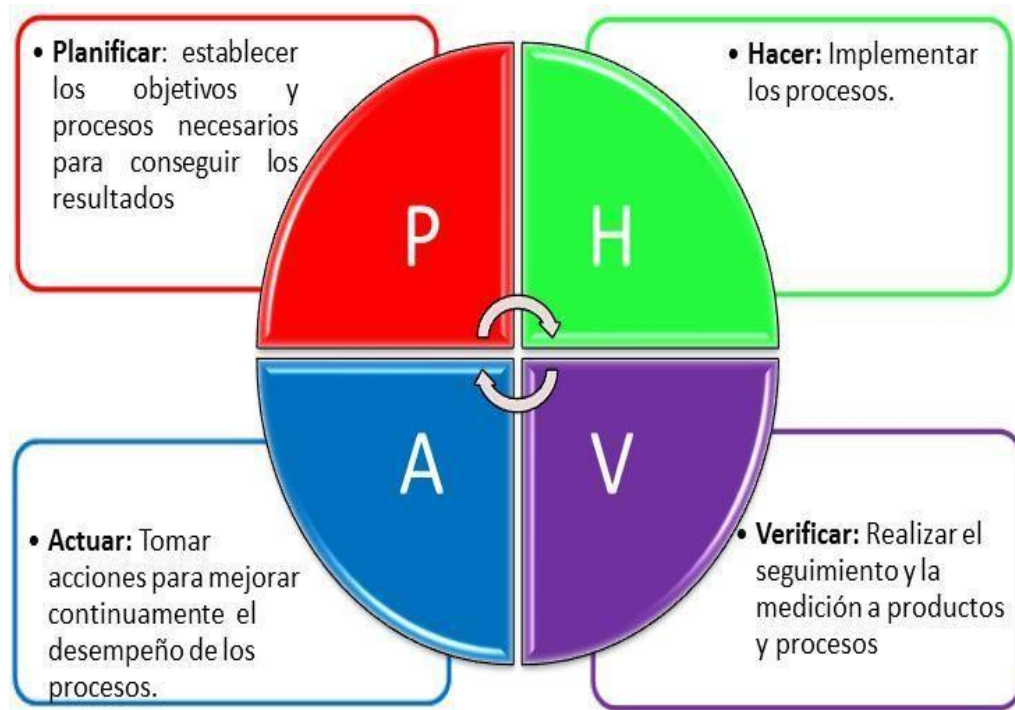 • Planificar: establecer
los objetivos y
procesos necesarios
para conseguir los
resultados
• Hacer: Implementar
los procesos.
P
H
A
V
• Actuar: Tomar
acciones para mejorar
continuamente el
desempeño de los
procesos.
• Verificar: Realizar el
seguimiento y la
medición a productos
y procesos